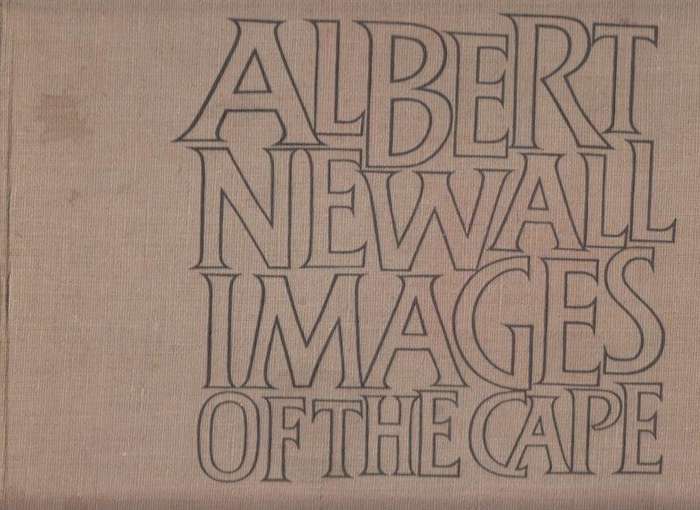 ALBERT
NEWALL
IMAGES
OF THE CAPE